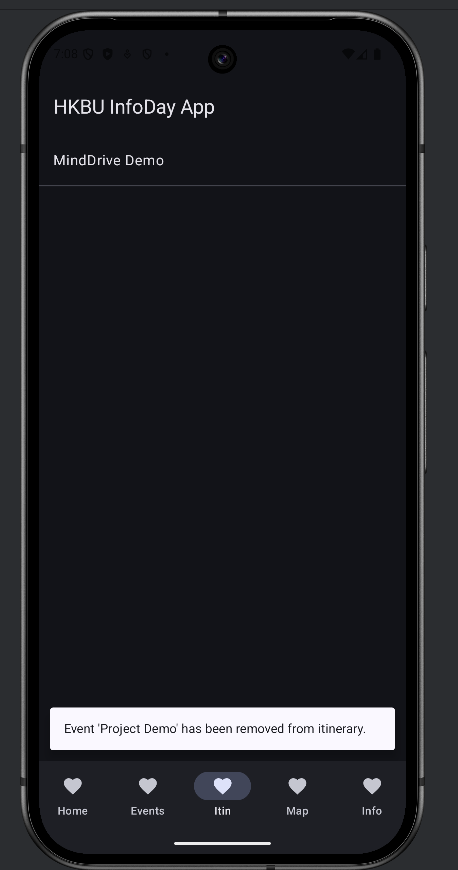 7:08
HKBU InfoDay App
MindDrive Demo
Event 'Project Demo' has been removed from itinerary.
Home Events Itin Map Info